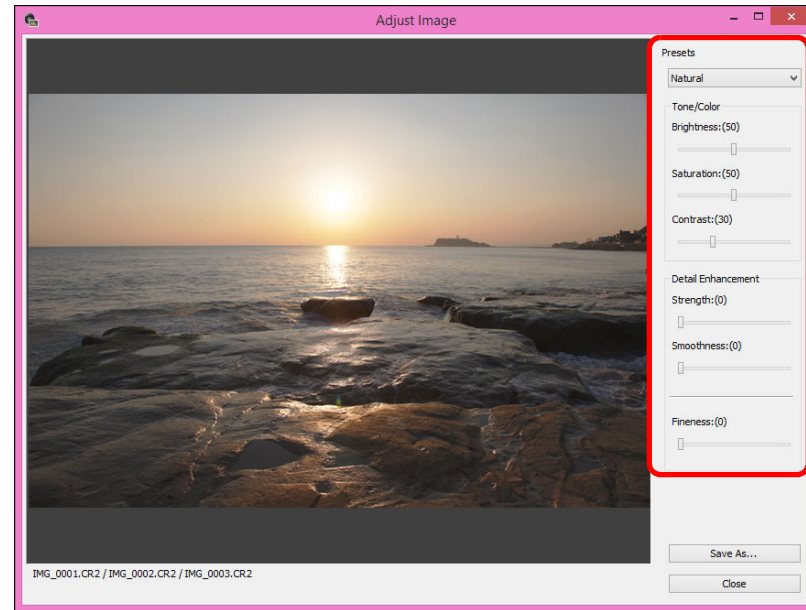 Adjust Image
Presets
Natural
Tone/Color
Brightness:(50)
Saturation:(50)
Contrast:(30)
Detail Enhancement
Strength:(0)
Smoothness:(0)
Fineness:(0)
Save As...
Close
IMG_0001.CR2 / IMG_0002.CR2 / IMG_0003.CR2